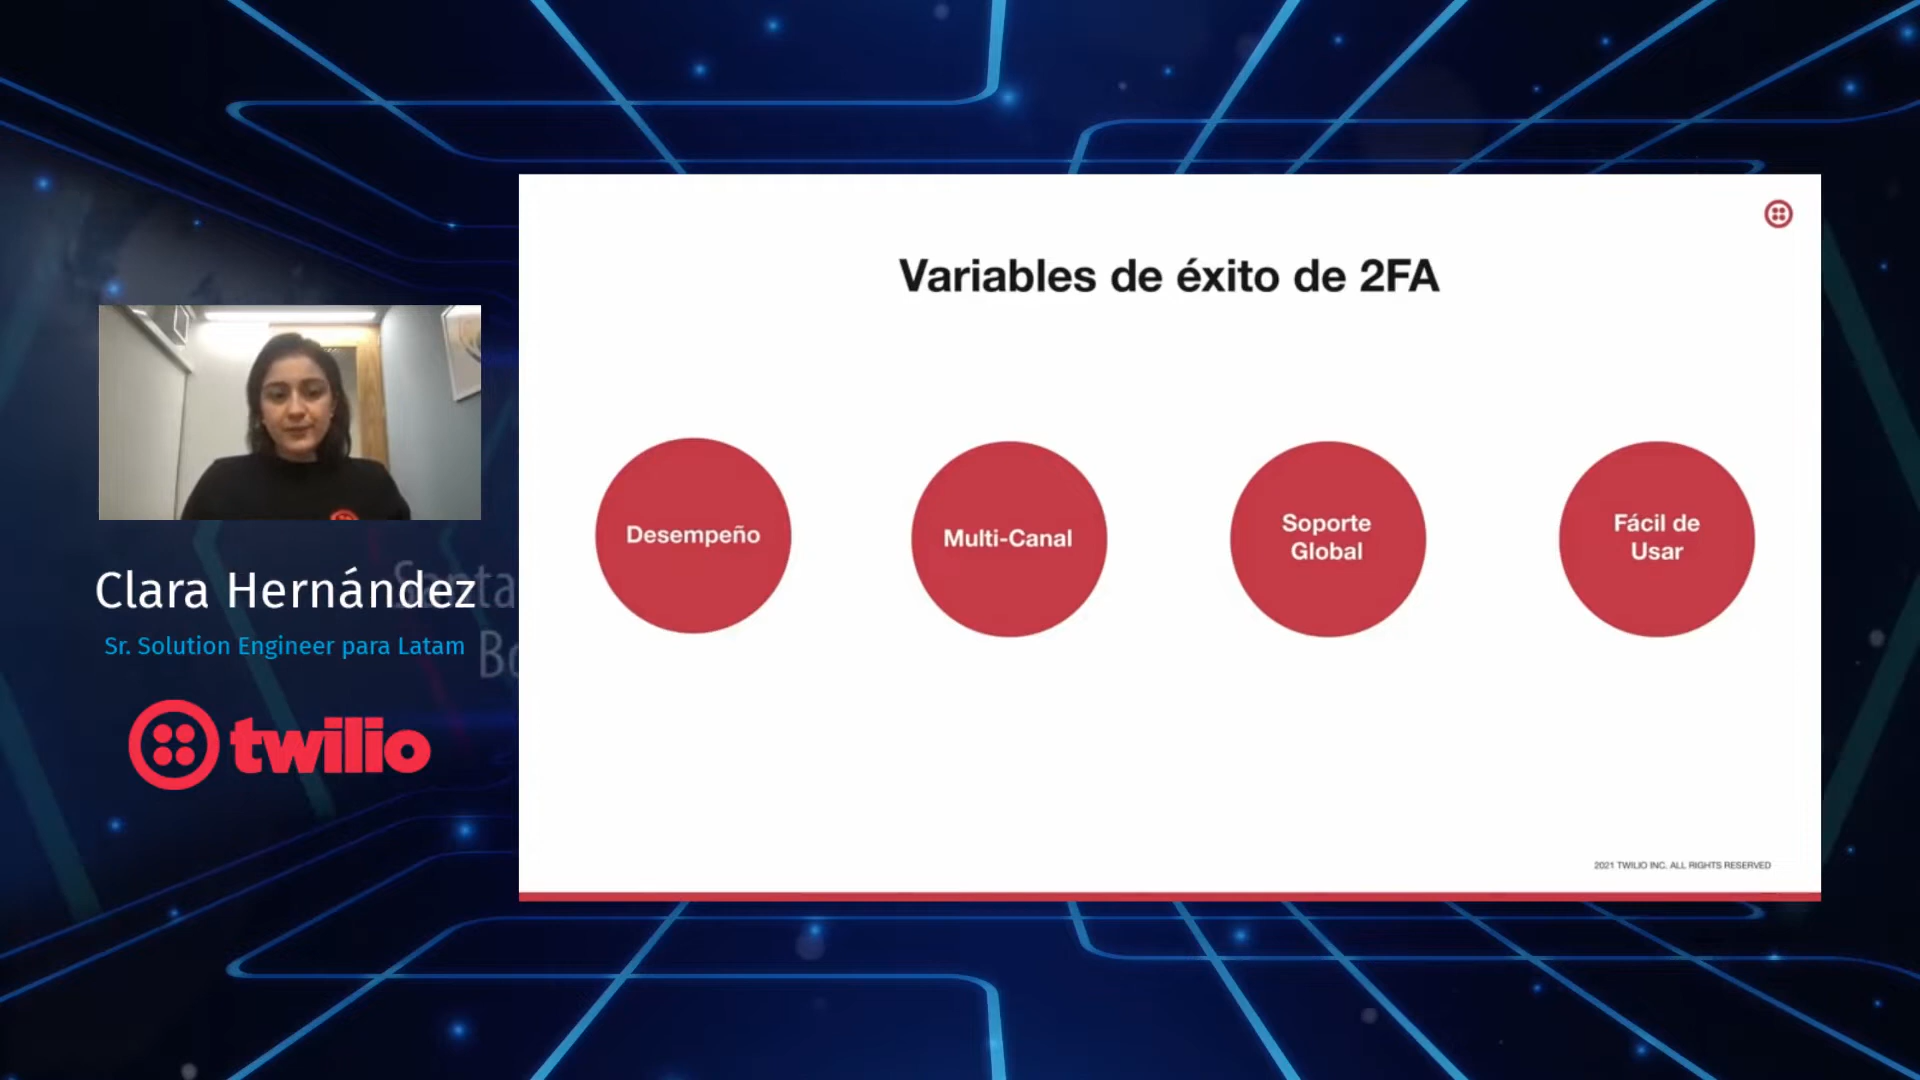 Variables de éxito de 2FA
Desempeño
Multi-Canal
Soporte
Global
Fácil de
Usar
Clara Hernández
Sr. Solution Engineer para Latam
twilio
2021 TWILIO INC. ALL RIGHTS RESERVED